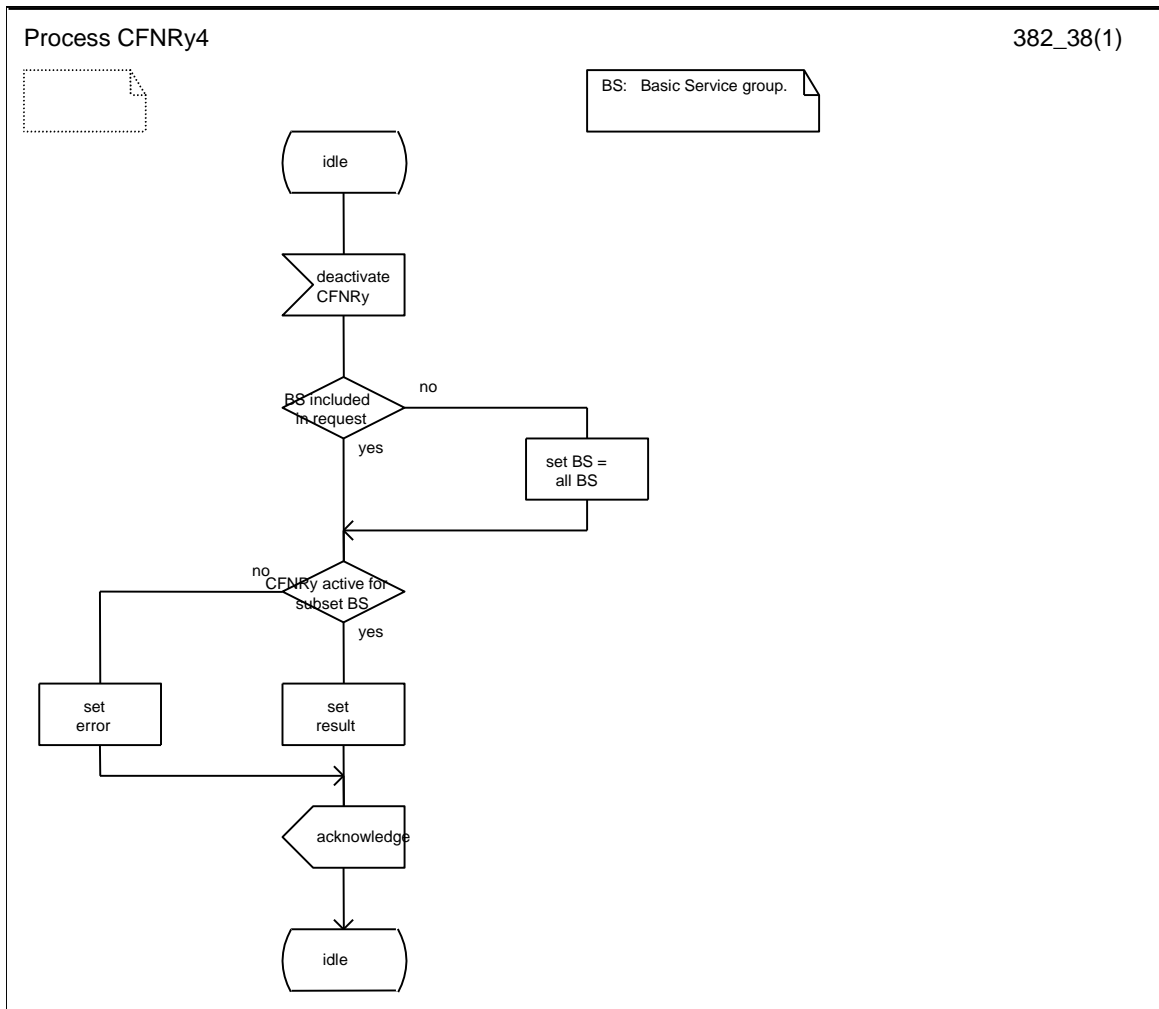 Process CFNRy4
382_38(1)
BS: Basic Service group.
idle
deactivate
CFNRy
BS included
in request
no
yes
set BS =
all BS
no
CFNRy active for
subset BS
yes
set
error
set
result
acknowledge
idle